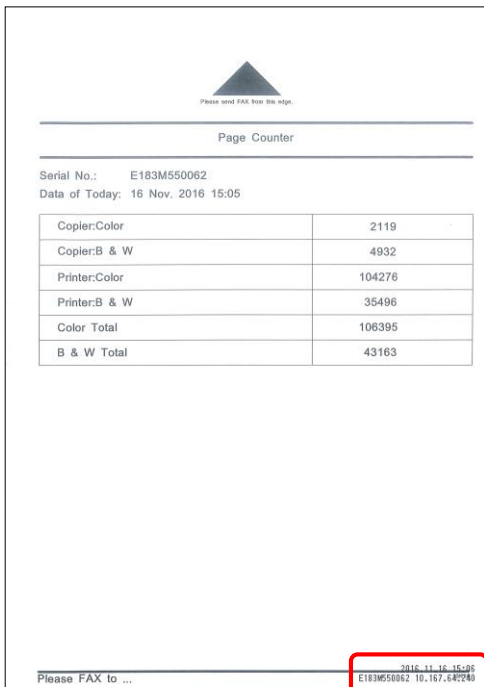 Please send FAX from this edge.
Page Counter
Serial No.: E183M550062
Data of Today: 16 Nov. 2016 15:05
Copier:Color 2119
Copier:B & W 4932
Printer:Color 104276
Printer:B & W 35496
Color Total 106395
B & W Total 43163
2016.11.16 15:06
Please FAX to ... E183M550062 10.167.64.240